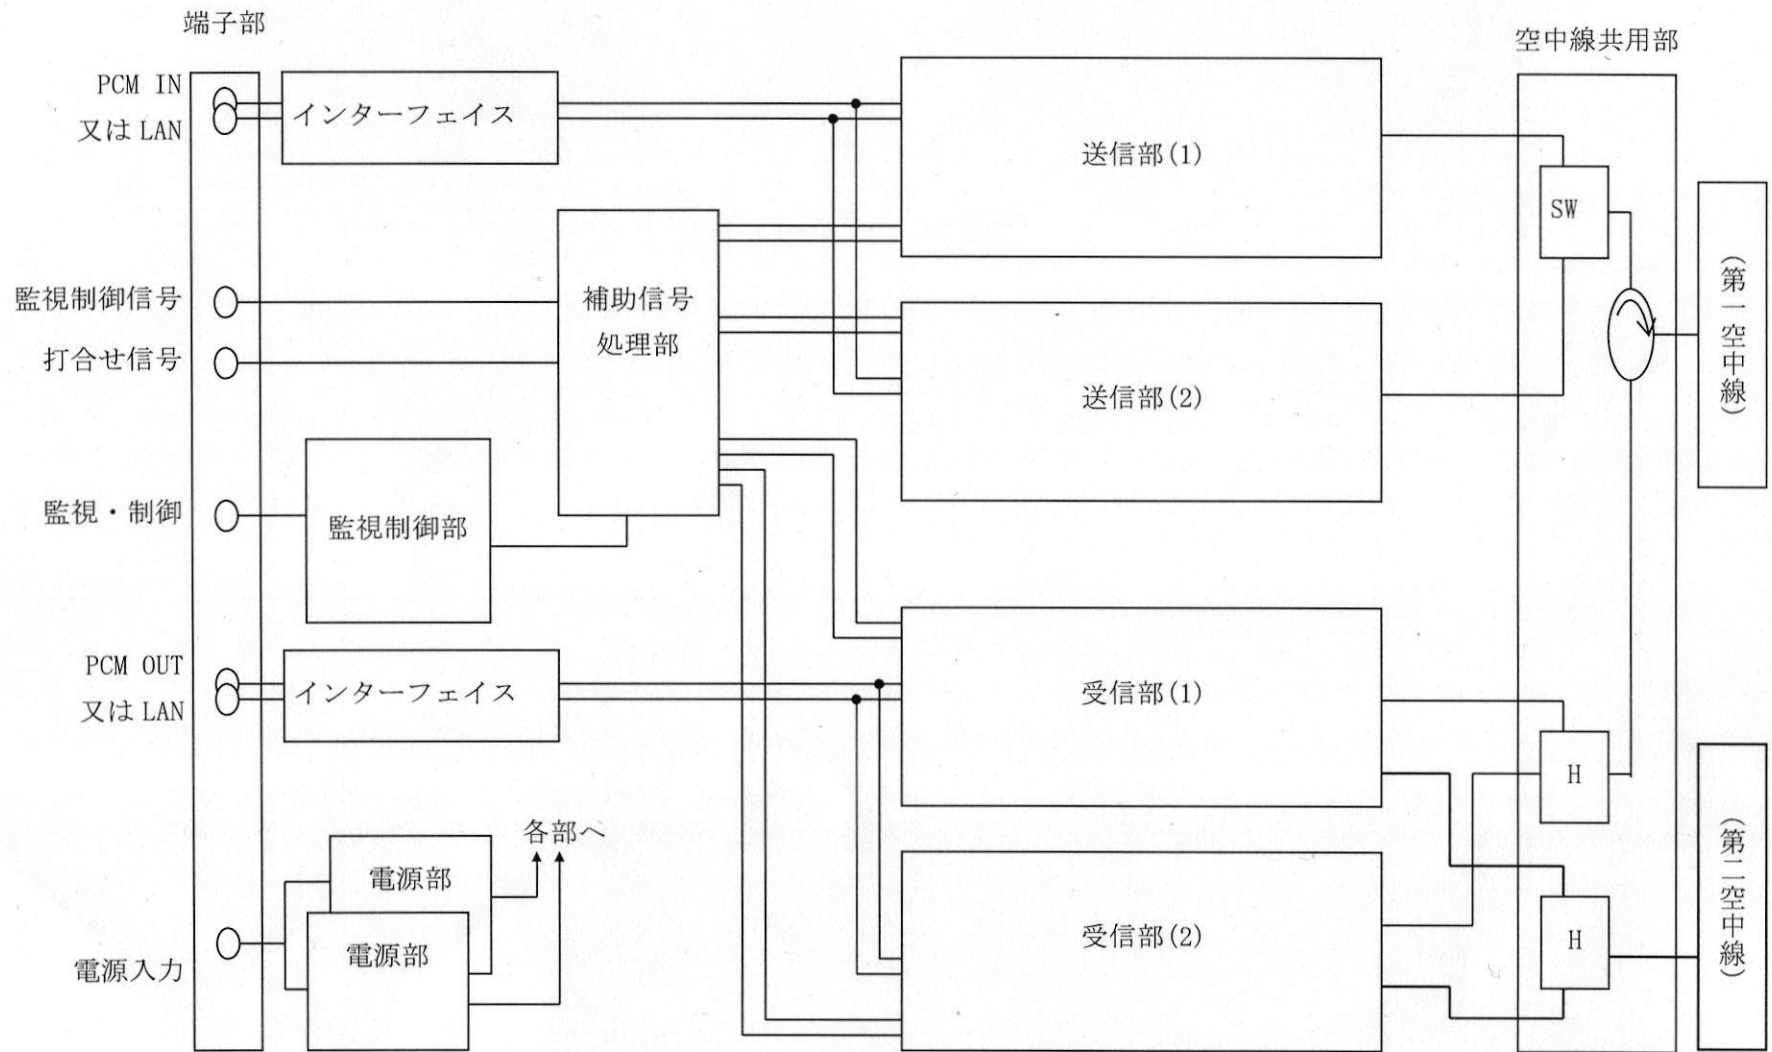 端子部
空中線共用部
PCM IN
又は LAN
インターフェイス
送信部(1)
SW
(第一空中線)
監視制御信号
打合せ信号
補助信号
処理部
送信部(2)
監視・制御
監視制御部
PCM OUT
又は LAN
インターフェイス
受信部(1)
H
(第二空中線)
各部へ
電源部
電源部
電源入力
受信部(2)
H